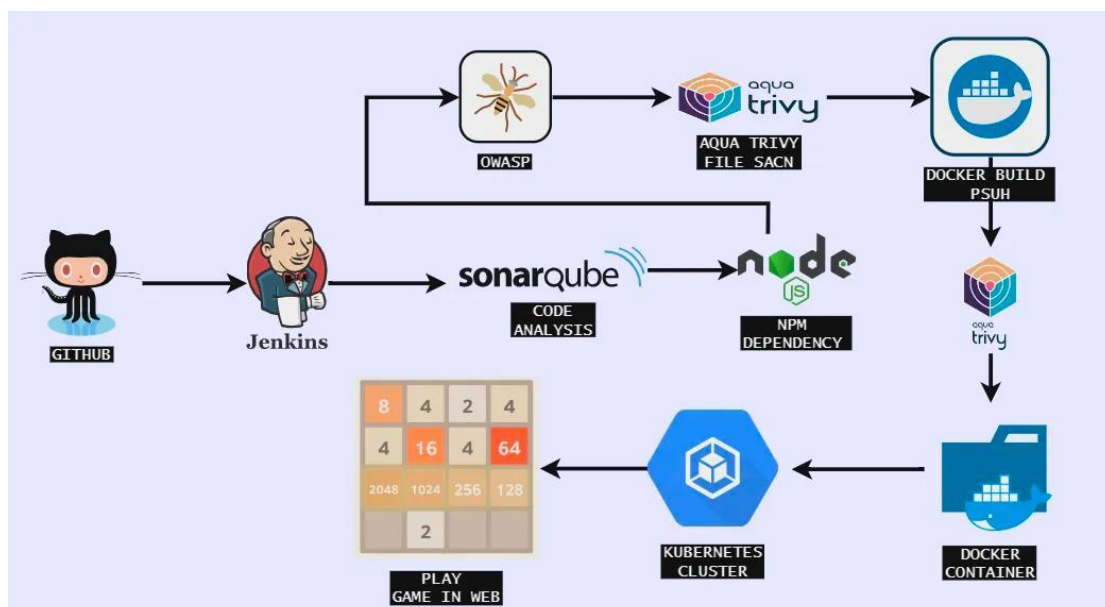 OWASP
aqua
trivy
AQUA TRIVY
FILE SACN
DOCKER BUILD
PSUH
GITHUB
Jenkins
sonarqube
CODE
ANALYSIS
node
JS
NPM
DEPENDENCY
aqua
trivy
8 4 2 4
4 16 4 64
2048 1024 256 128
2
PLAY
GAME IN WEB
KUBERNETES
CLUSTER
DOCKER
CONTAINER